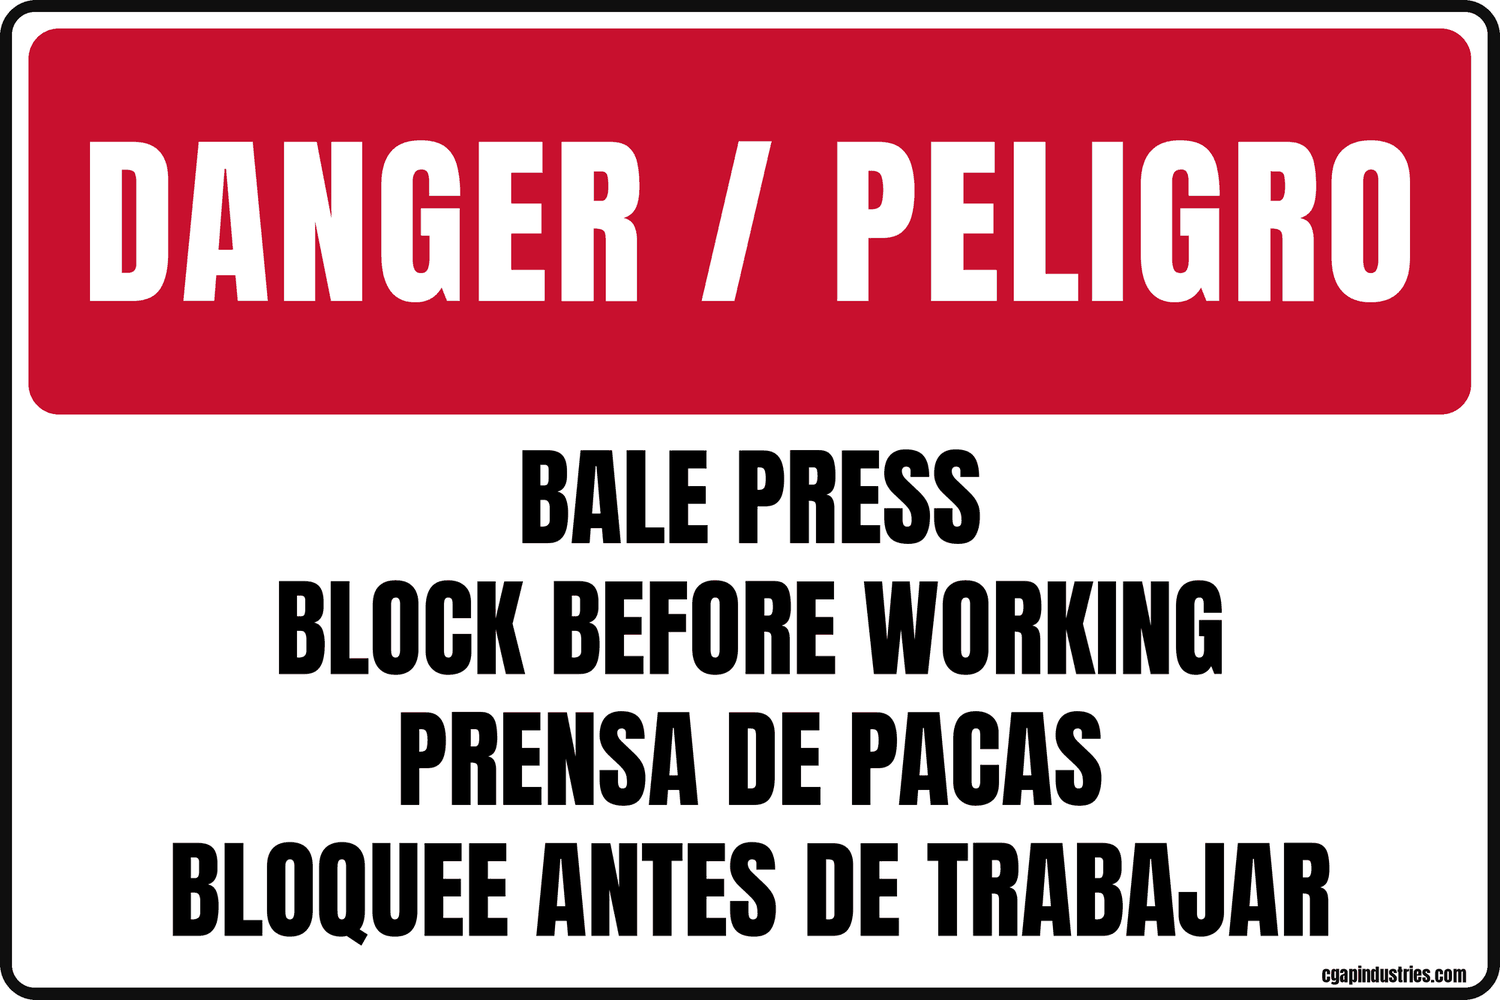 DANGER / PELIGRO
BALE PRESS
BLOCK BEFORE WORKING
PRENSA DE PACAS
BLOQUEE ANTES DE TRABAJAR
cgapindustries.com